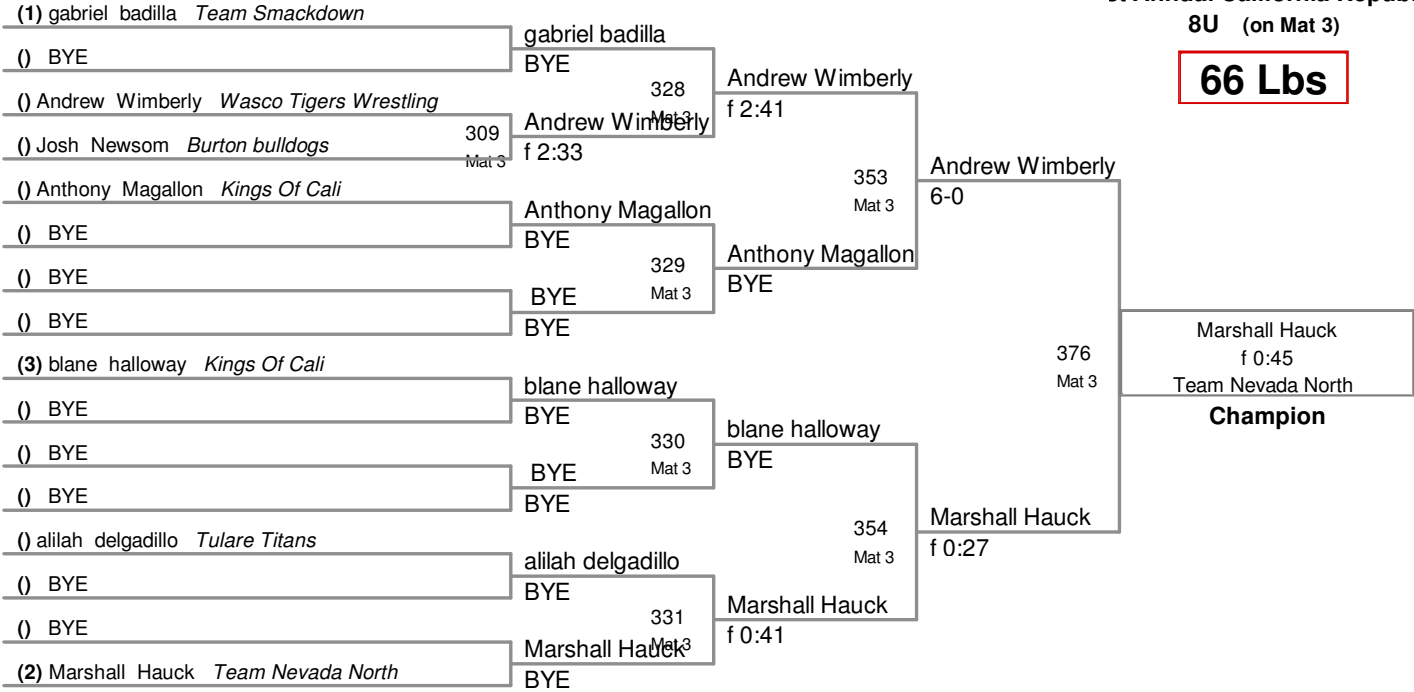 Annual California
8U (on Mat 3)
66 Lbs
(1) gabriel badilla Team Smackdown
() BYE
() Andrew Wimberly Wasco Tigers Wrestling
() Josh Newsom Burton bulldogs
() Anthony Magallon Kings Of Cali
() BYE
() BYE
() BYE
(3) blane halloway Kings Of Cali
() BYE
() BYE
() BYE
() alilah delgadillo Tulare Titans
() BYE
() BYE
(2) Marshall Hauck Team Nevada North
309
Mat 3
gabriel badilla
BYE
Andrew Wimberly
f 2:33
Anthony Magallon
BYE
BYE
BYE
blane halloway
BYE
BYE
BYE
alilah delgadillo
BYE
Marshall Hauck
BYE
328
Mat 3
329
Mat 3
330
Mat 3
331
Mat 3
Andrew Wimberly
f 2:41
Anthony Magallon
BYE
blane halloway
BYE
Marshall Hauck
f 0:41
353
Mat 3
354
Mat 3
Andrew Wimberly
6-0
Marshall Hauck
f 0:27
376
Mat 3
Marshall Hauck
f 0:45
Team Nevada North
Champion